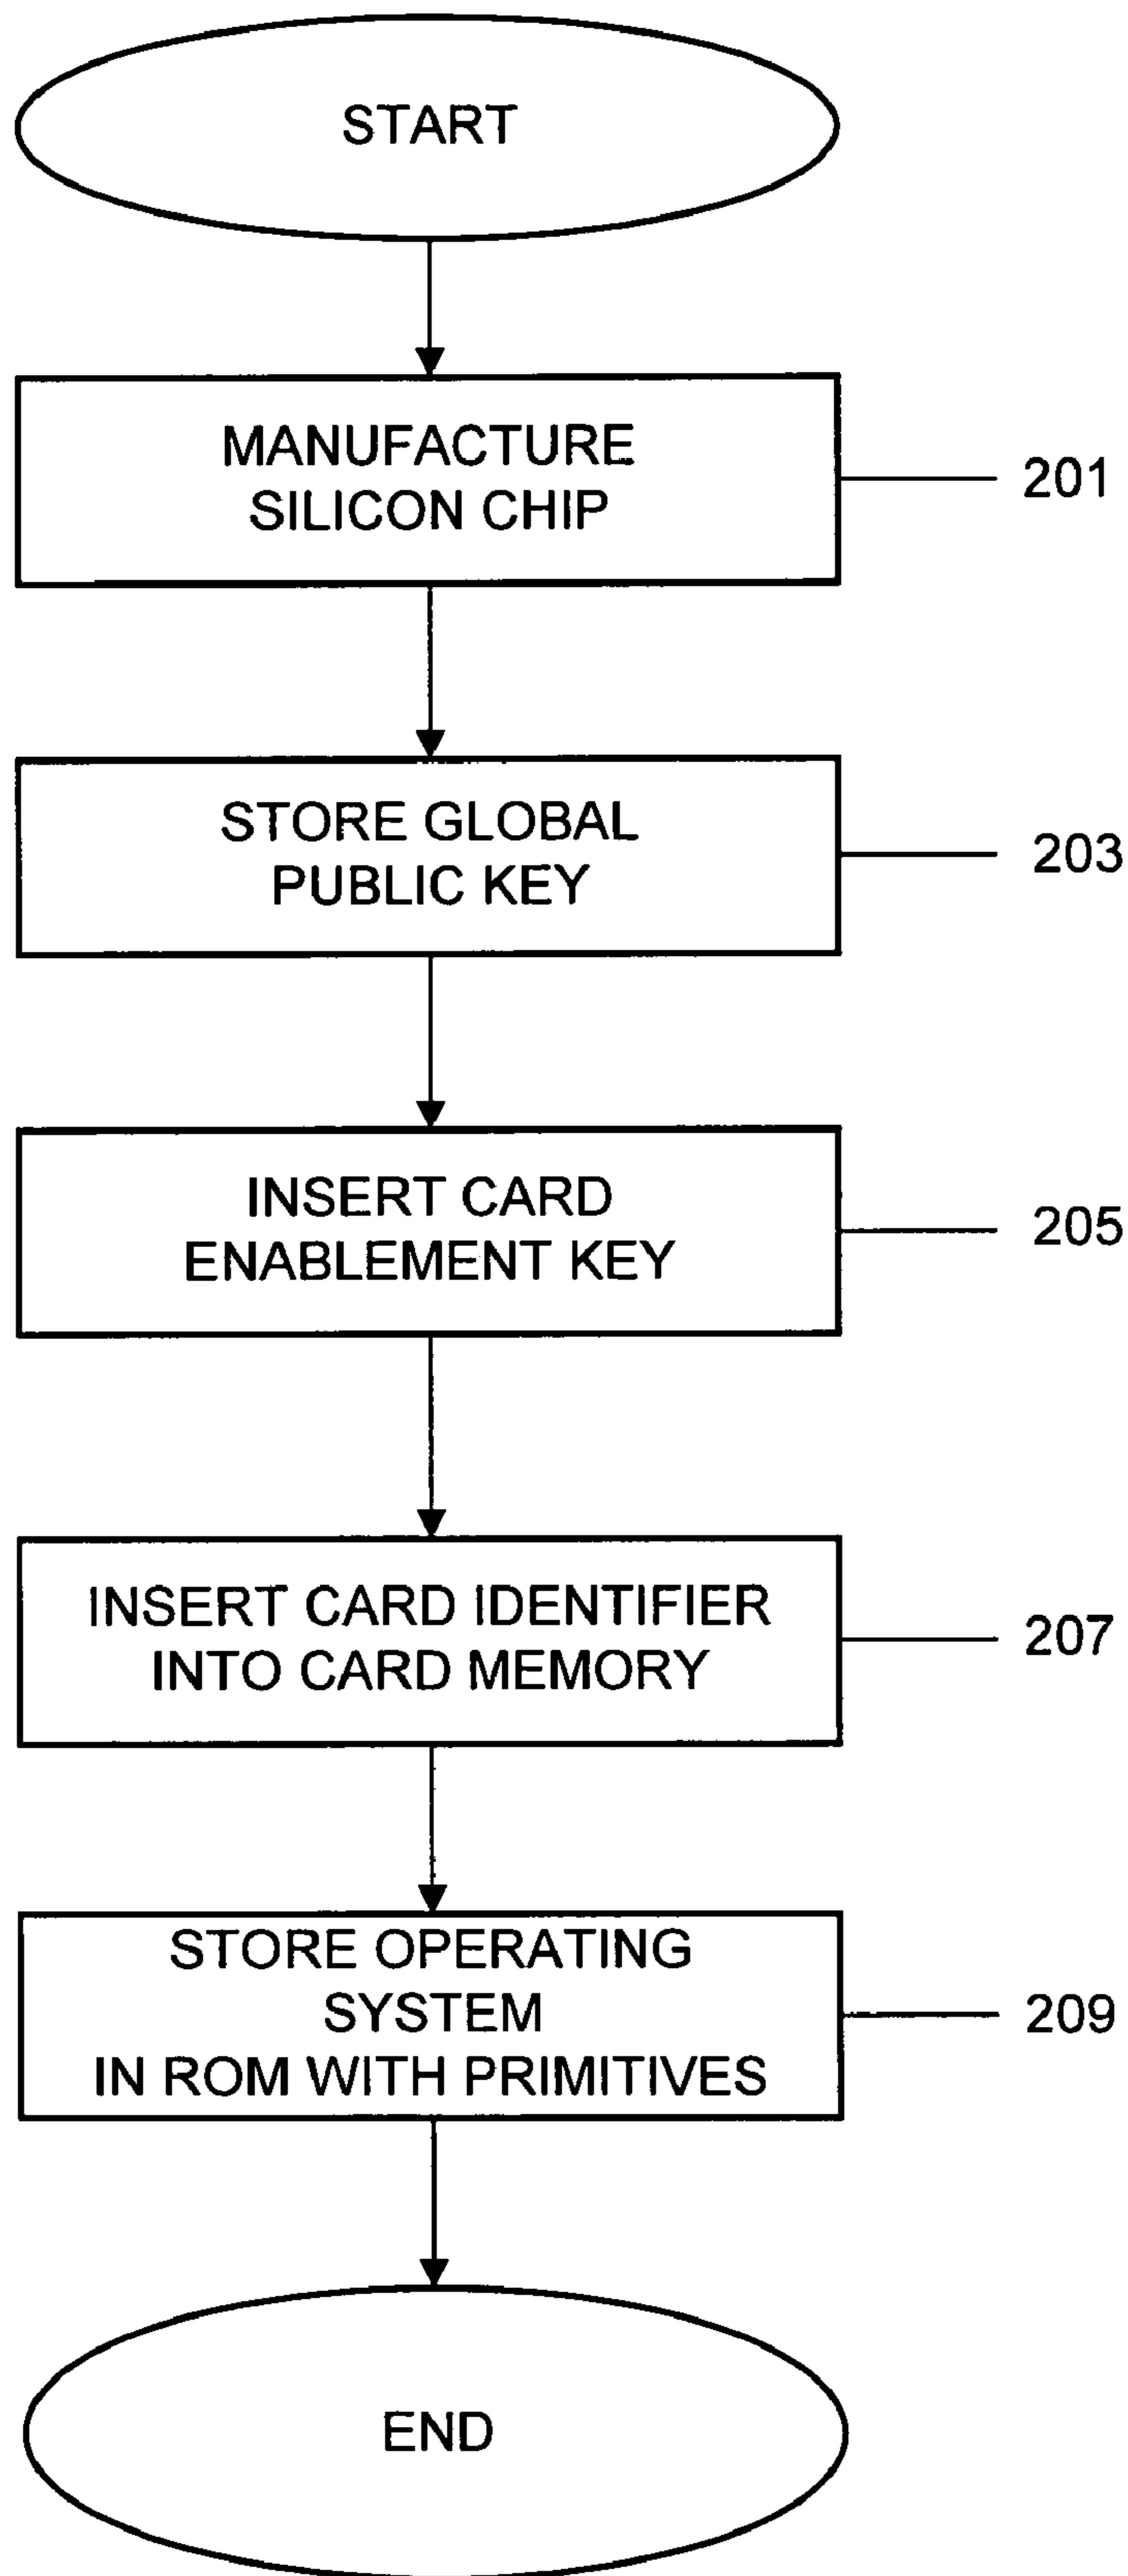 START
MANUFACTURE
SILICON CHIP
201
STORE GLOBAL
PUBLIC KEY
203
INSERT CARD
ENABLEMENT KEY
205
INSERT CARD IDENTIFIER
INTO CARD MEMORY
207
STORE OPERATING
SYSTEM
IN ROM WITH PRIMITIVES
209
END